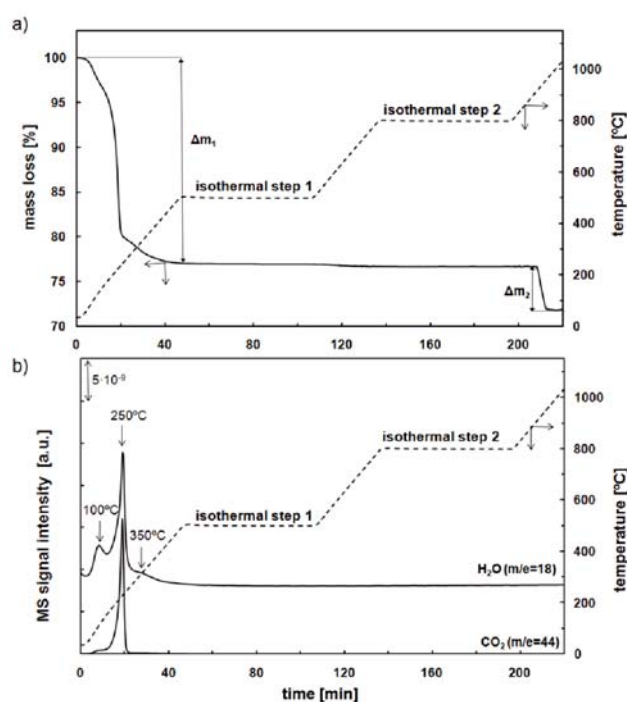 a)
100
95
90
85
80
75
70
mass loss [%]
Δm₁
isothermal step 1
isothermal step 2
Δm₂
1000
800
600
400
200
0
temperature [ºC]
0 40 80 120 160 200
b)
5·10⁻⁹
250ºC
100ºC
350ºC
isothermal step 1
isothermal step 2
H₂O (m/e=18)
CO₂ (m/e=44)
MS signal intensity [a.u.]
1000
800
600
400
200
0
temperature [ºC]
0 40 80 120 160 200
time [min]